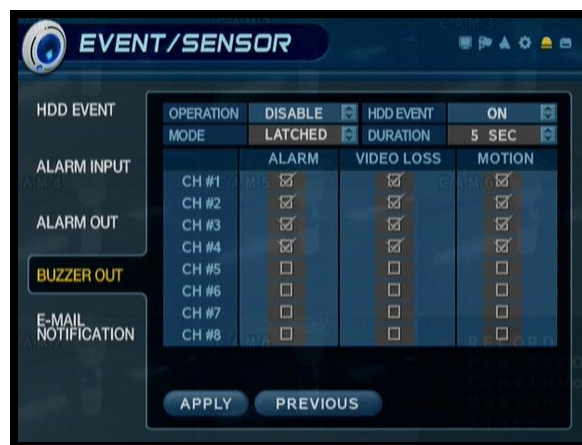 EVENT/SENSOR
HDD EVENT
ALARM INPUT
ALARM OUT
BUZZER OUT
E-MAIL
NOTIFICATION
OPERATION DISABLE HDD EVENT ON
MODE LATCHED DURATION 5 SEC
ALARM VIDEO LOSS MOTION
CH #1
CH #2
CH #3
CH #4
CH #5
CH #6
CH #7
CH #8
APPLY PREVIOUS
CAM3
RECORD